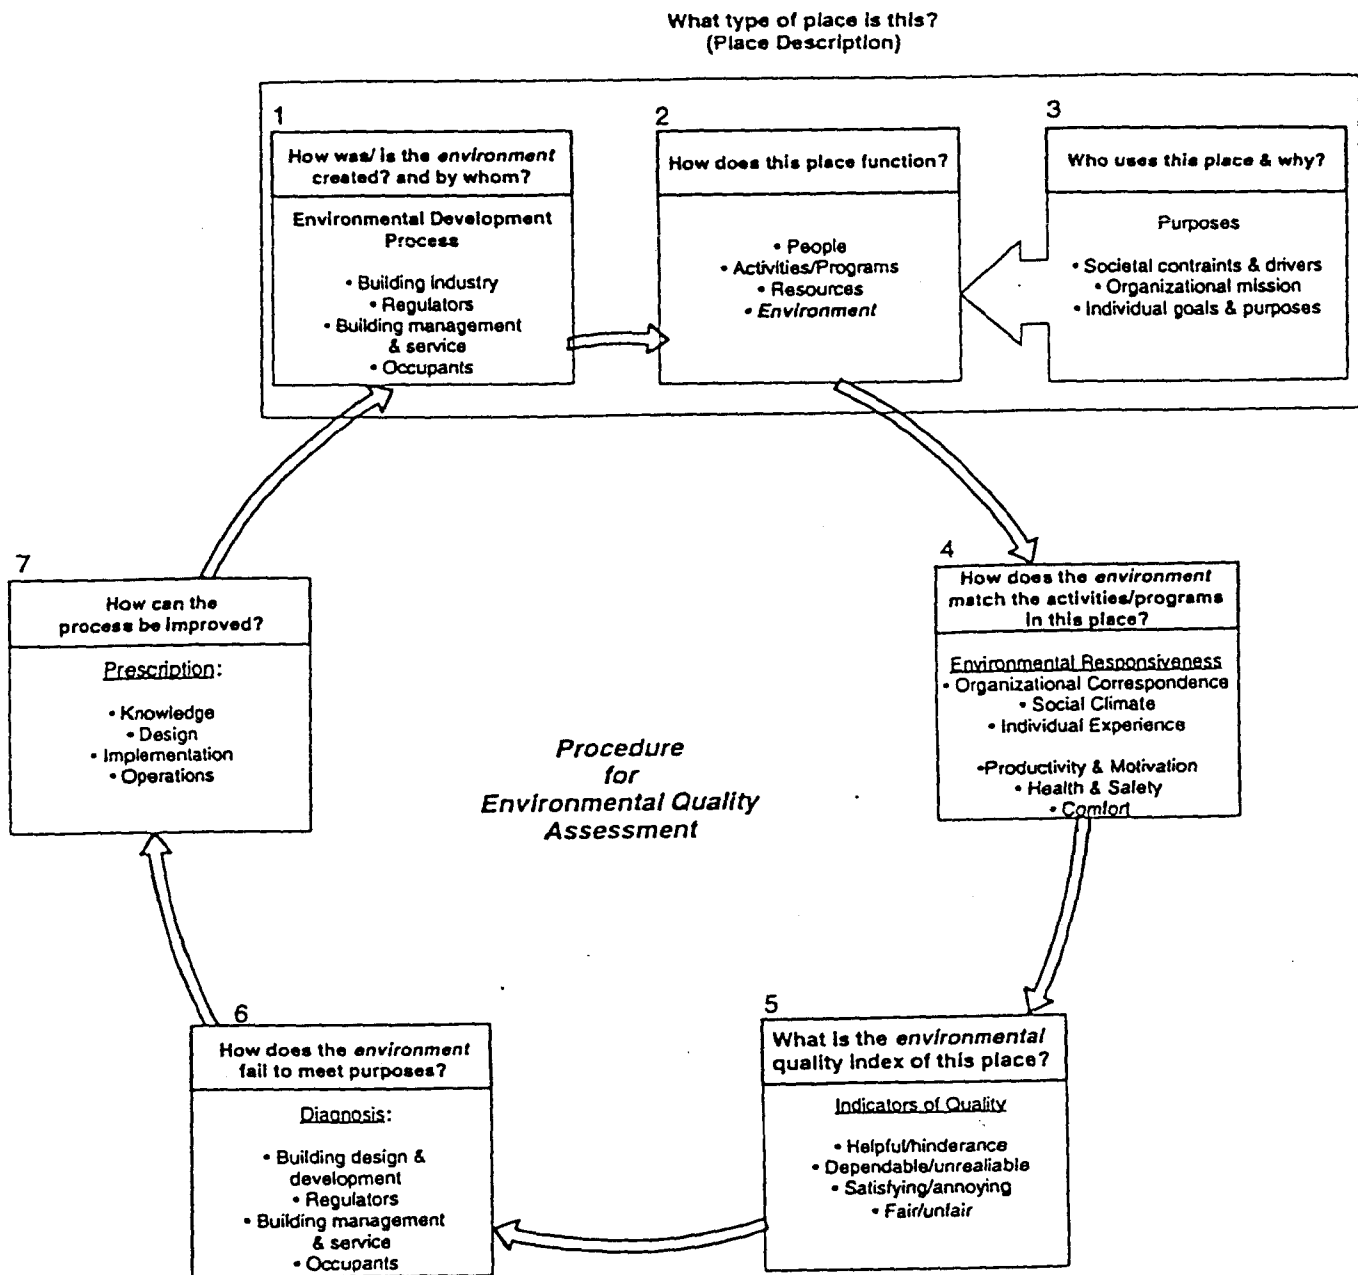 What type of place is this?
(Place Description)
1
How was/ is the environment
created? and by whom?
Environmental Development
Process
• Building industry
• Regulators
• Building management
& service
• Occupants
2
How does this place function?
• People
• Activities/Programs
• Resources
• Environment
3
Who uses this place & why?
Purposes
• Societal contraints & drivers
• Organizational mission
• Individual goals & purposes
4
How does the environment
match the activities/programs
in this place?
Environmental Responsiveness
• Organizational Correspondence
• Social Climate
• Individual Experience
•Productivity & Motivation
• Health & Safety
• Comfort
7
How can the
process be improved?
Prescription:
• Knowledge
• Design
• Implementation
• Operations
Procedure
for
Environmental Quality
Assessment
6
How does the environment
fail to meet purposes?
Diagnosis:
• Building design &
development
• Regulators
• Building management
& service
• Occupants
5
What is the environmental
quality index of this place?
Indicators of Quality
• Helpful/hinderance
• Dependable/unrealiable
• Satisfying/annoying
• Fair/unfair